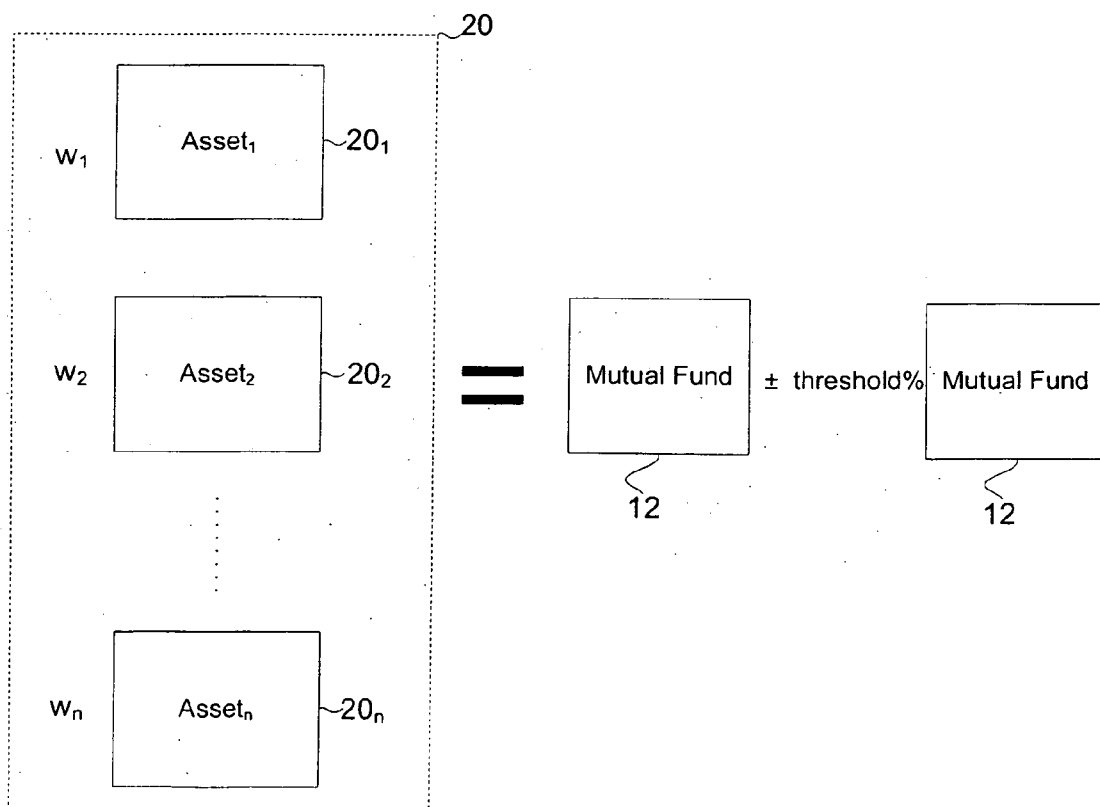 20
w₁ Asset₁ 20₁
w₂ Asset₂ 20₂ = Mutual Fund ± threshold% Mutual Fund
12 12
wₙ Assetₙ 20ₙ